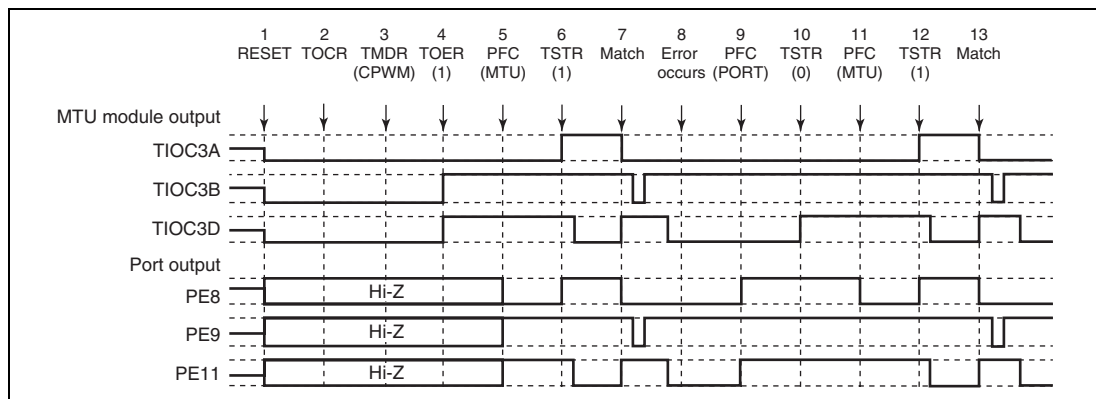 1 2 3 4 5 6 7 8 9 10 11 12 13
RESET TOCR TMDR TOER PFC TSTR Match Error PFC TSTR PFC TSTR Match
(CPWM) (1) (MTU) (1) occurs (PORT) (0) (MTU) (1)
MTU module output
TIOC3A
TIOC3B
TIOC3D
Port output
PE8 Hi-Z
PE9 Hi-Z
PE11 Hi-Z